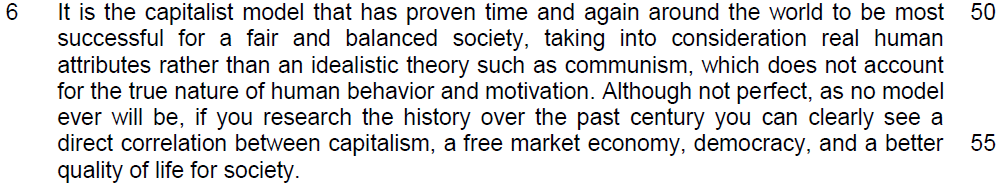 6 It is the capitalist model that has proven time and again around the world to be most 50
successful for a fair and balanced society, taking into consideration real human
attributes rather than an idealistic theory such as communism, which does not account
for the true nature of human behavior and motivation. Although not perfect, as no model
ever will be, if you research the history over the past century you can clearly see a
direct correlation between capitalism, a free market economy, democracy, and a better 55
quality of life for society.